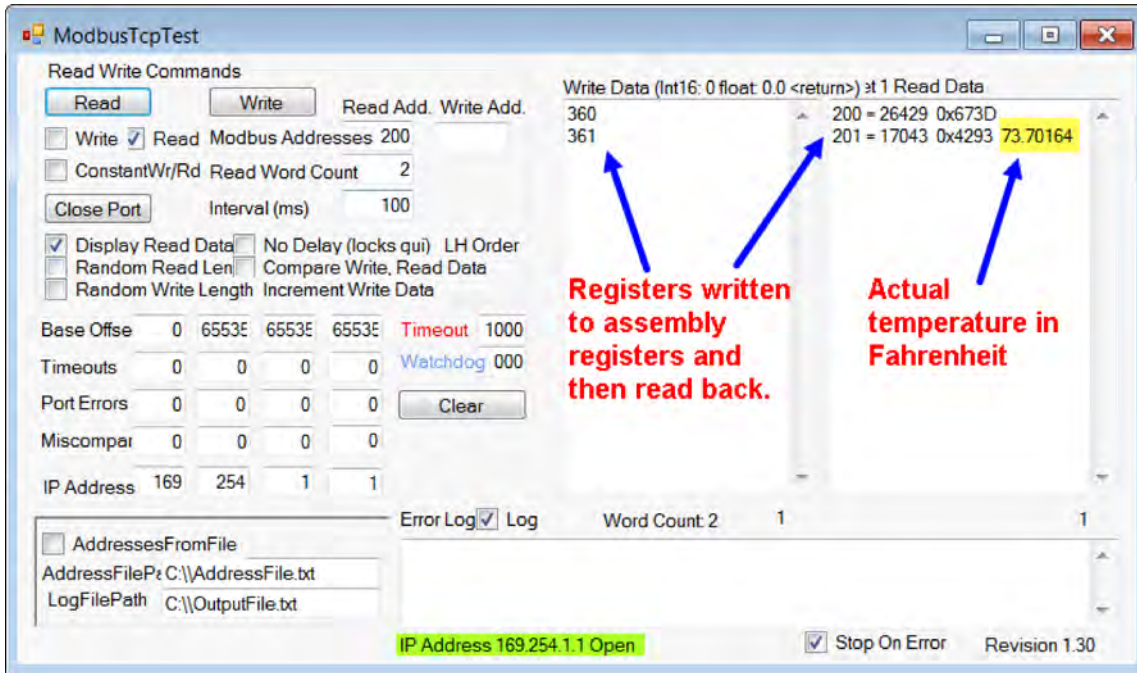 ModbusTcpTest
Read Write Commands
Read Write Read Add. Write Add.
Write Read Modbus Addresses 200
ConstantWr/Rd Read Word Count 2
Close Port Interval (ms) 100
Display Read Data No Delay (locks qui) LH Order
Random Read Len Compare Write, Read Data
Random Write Length Increment Write Data
Base Offse 0 6553E 6553E 6553E Timeout 1000
Timeouts 0 0 0 0 Watchdog 000
Port Errors 0 0 0 0 Clear
Miscompar 0 0 0 0
IP Address 169 254 1 1
Write Data (Int16: 0 float: 0.0 <return>) et 1 Read Data
360
361
200 = 26429 0x673D
201 = 17043 0x4293 73.70164
Registers written
to assembly
registers and
then read back.
Actual
temperature in
Fahrenheit
Error Log Log Word Count: 2 1 1
AddressesFromFile
AddressFilePa C:\\AddressFile.txt
LogFilePath C:\\OutputFile.txt
IP Address 169.254.1.1 Open Stop On Error Revision 1.30